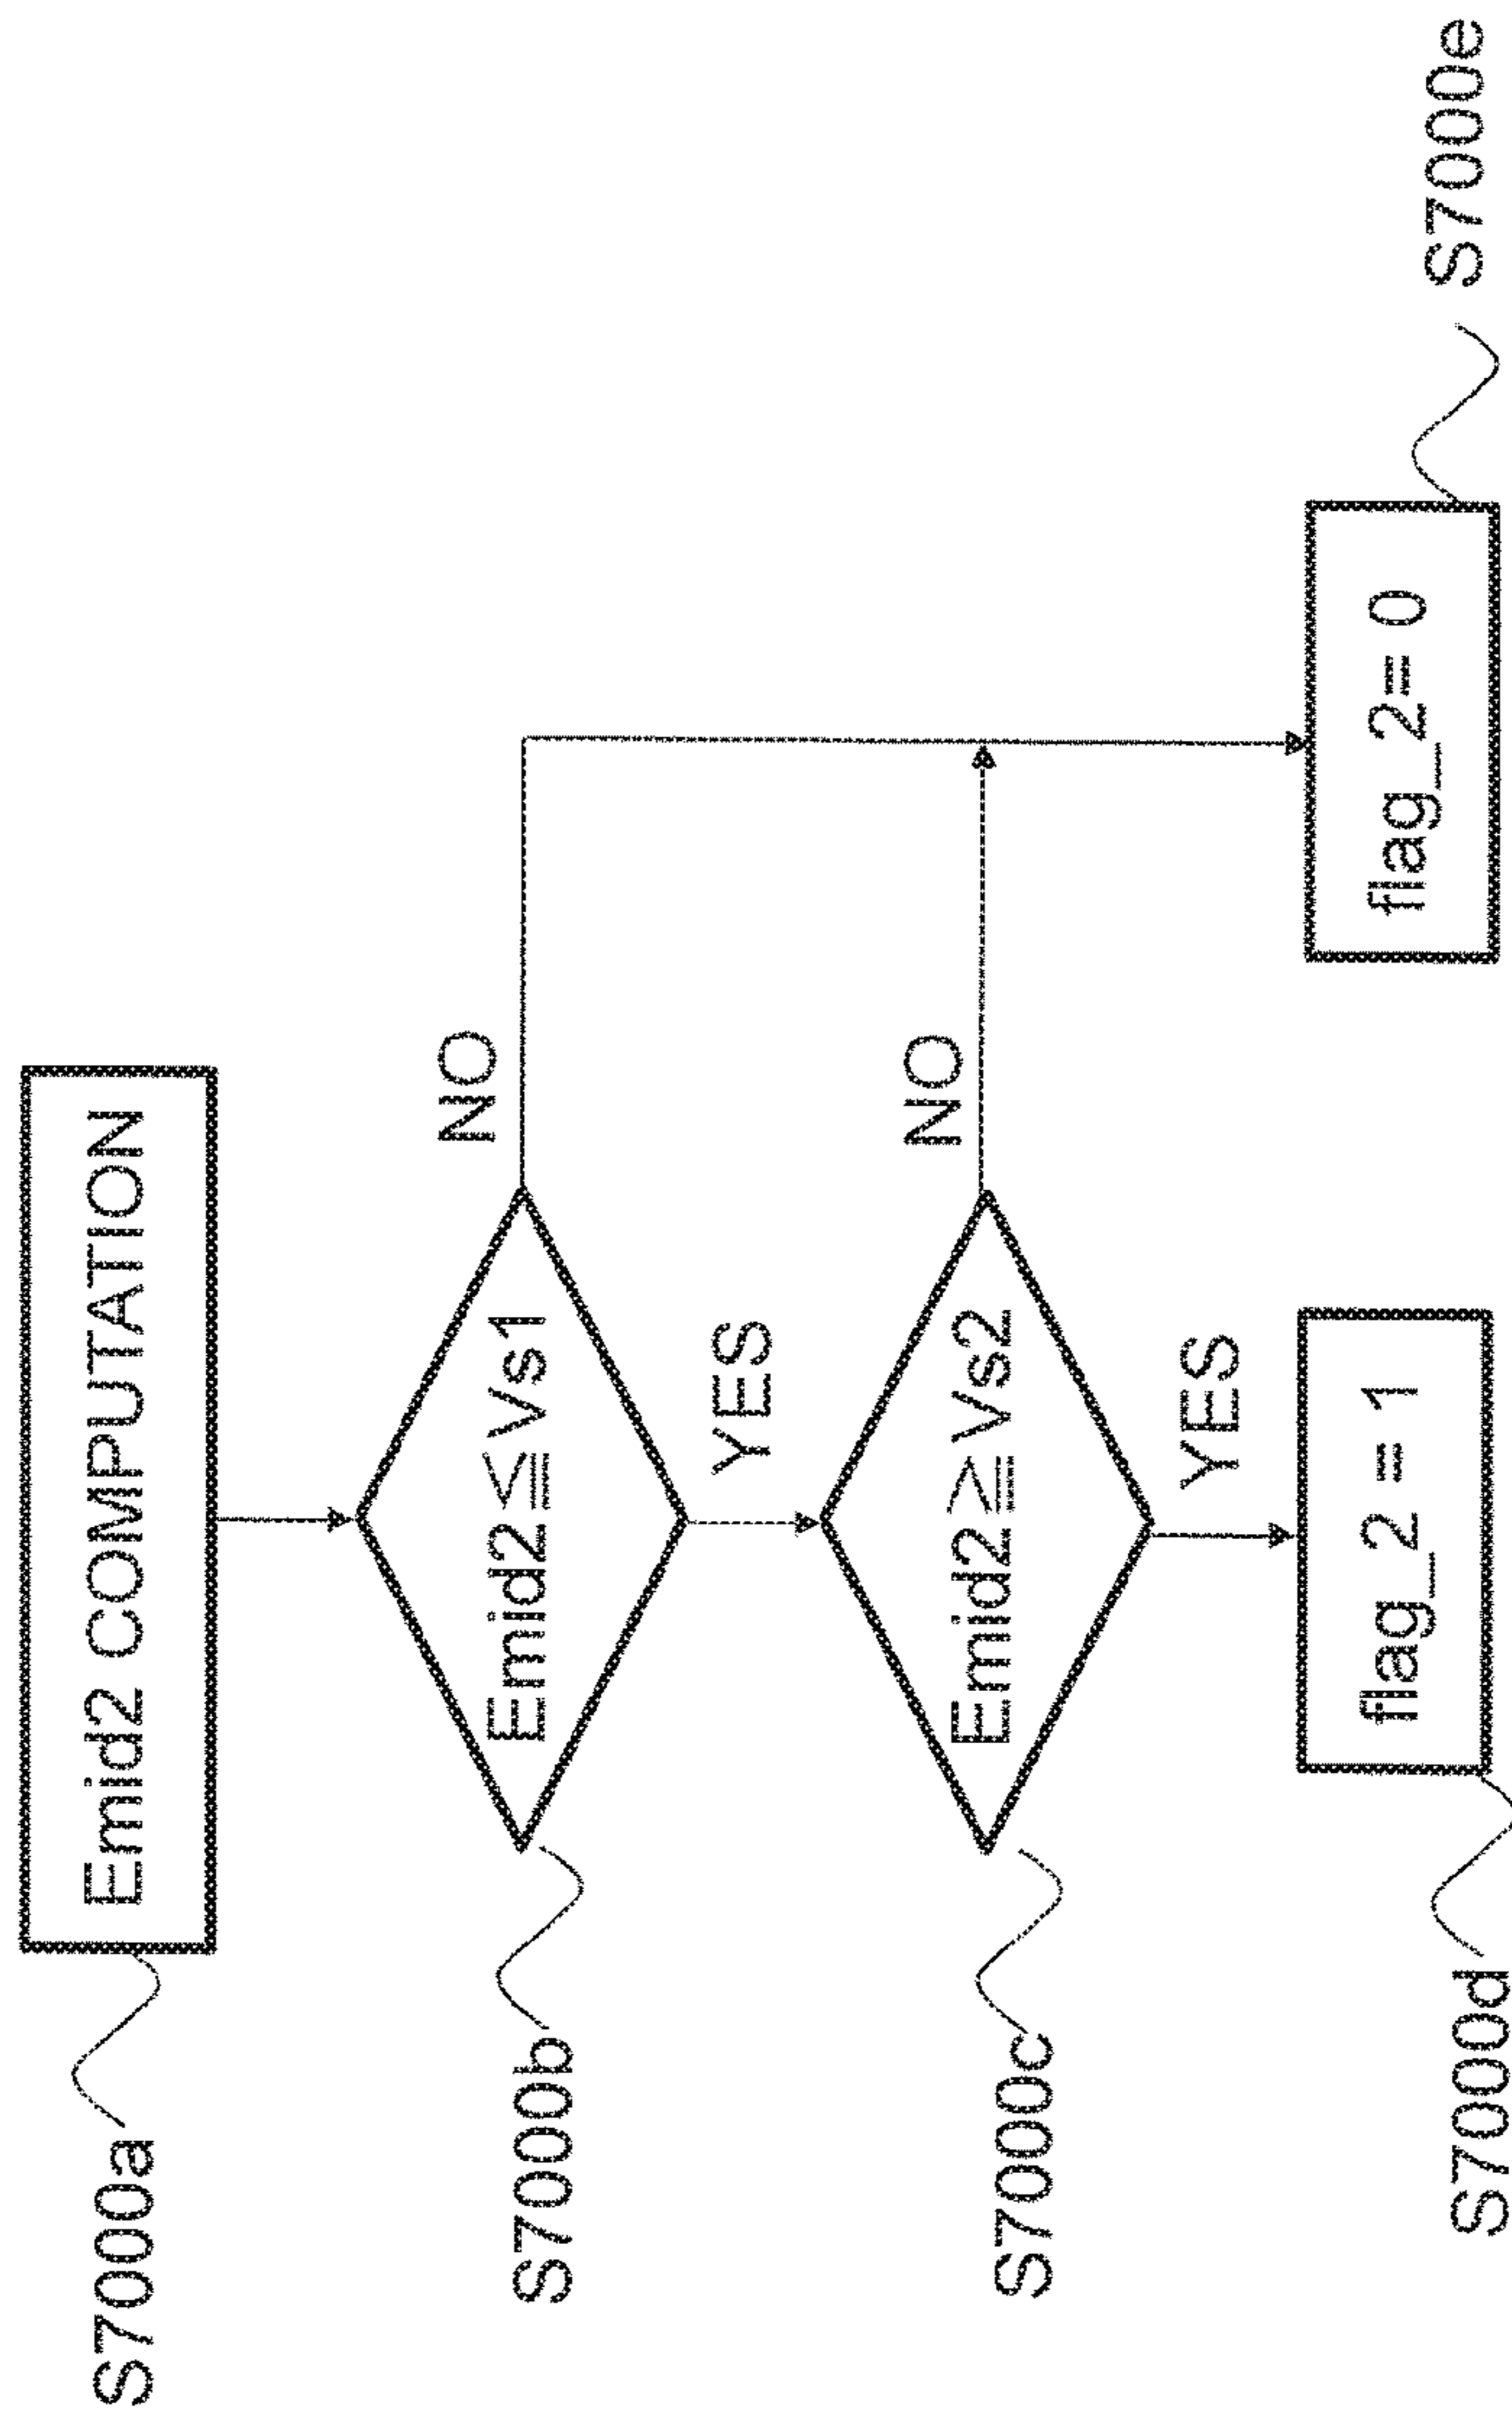 S7000a
Emid2 COMPUTATION
S7000b
Emid2≦Vs1
NO
YES
S7000c
Emid2≧Vs2
NO
YES
S7000d
flag_2 = 1
flag_2= 0
S7000e